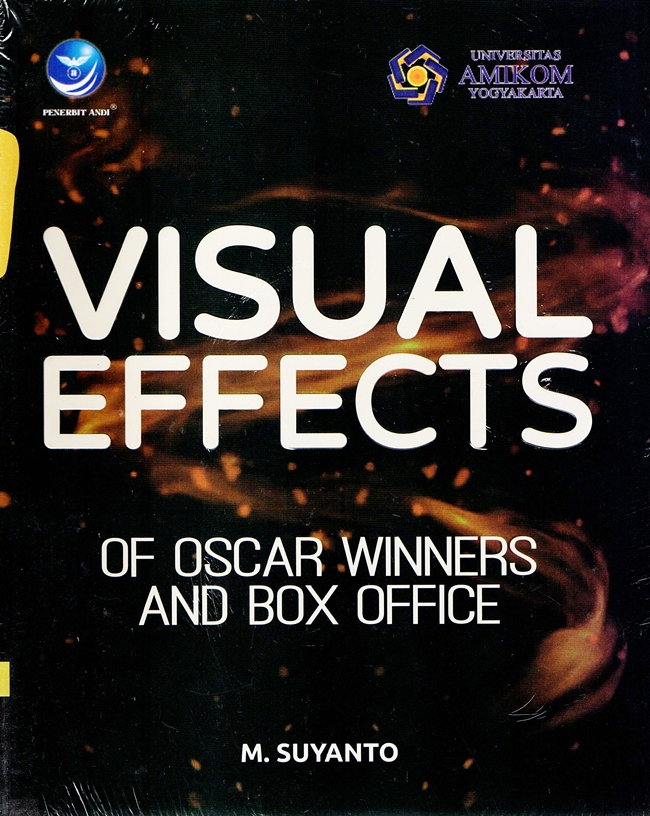 PENERBIT ANDI®
UNIVERSITAS
AMIKOM
YOGYAKARTA
VISUAL
EFFECTS
OF OSCAR WINNERS
AND BOX OFFICE
M. SUYANTO